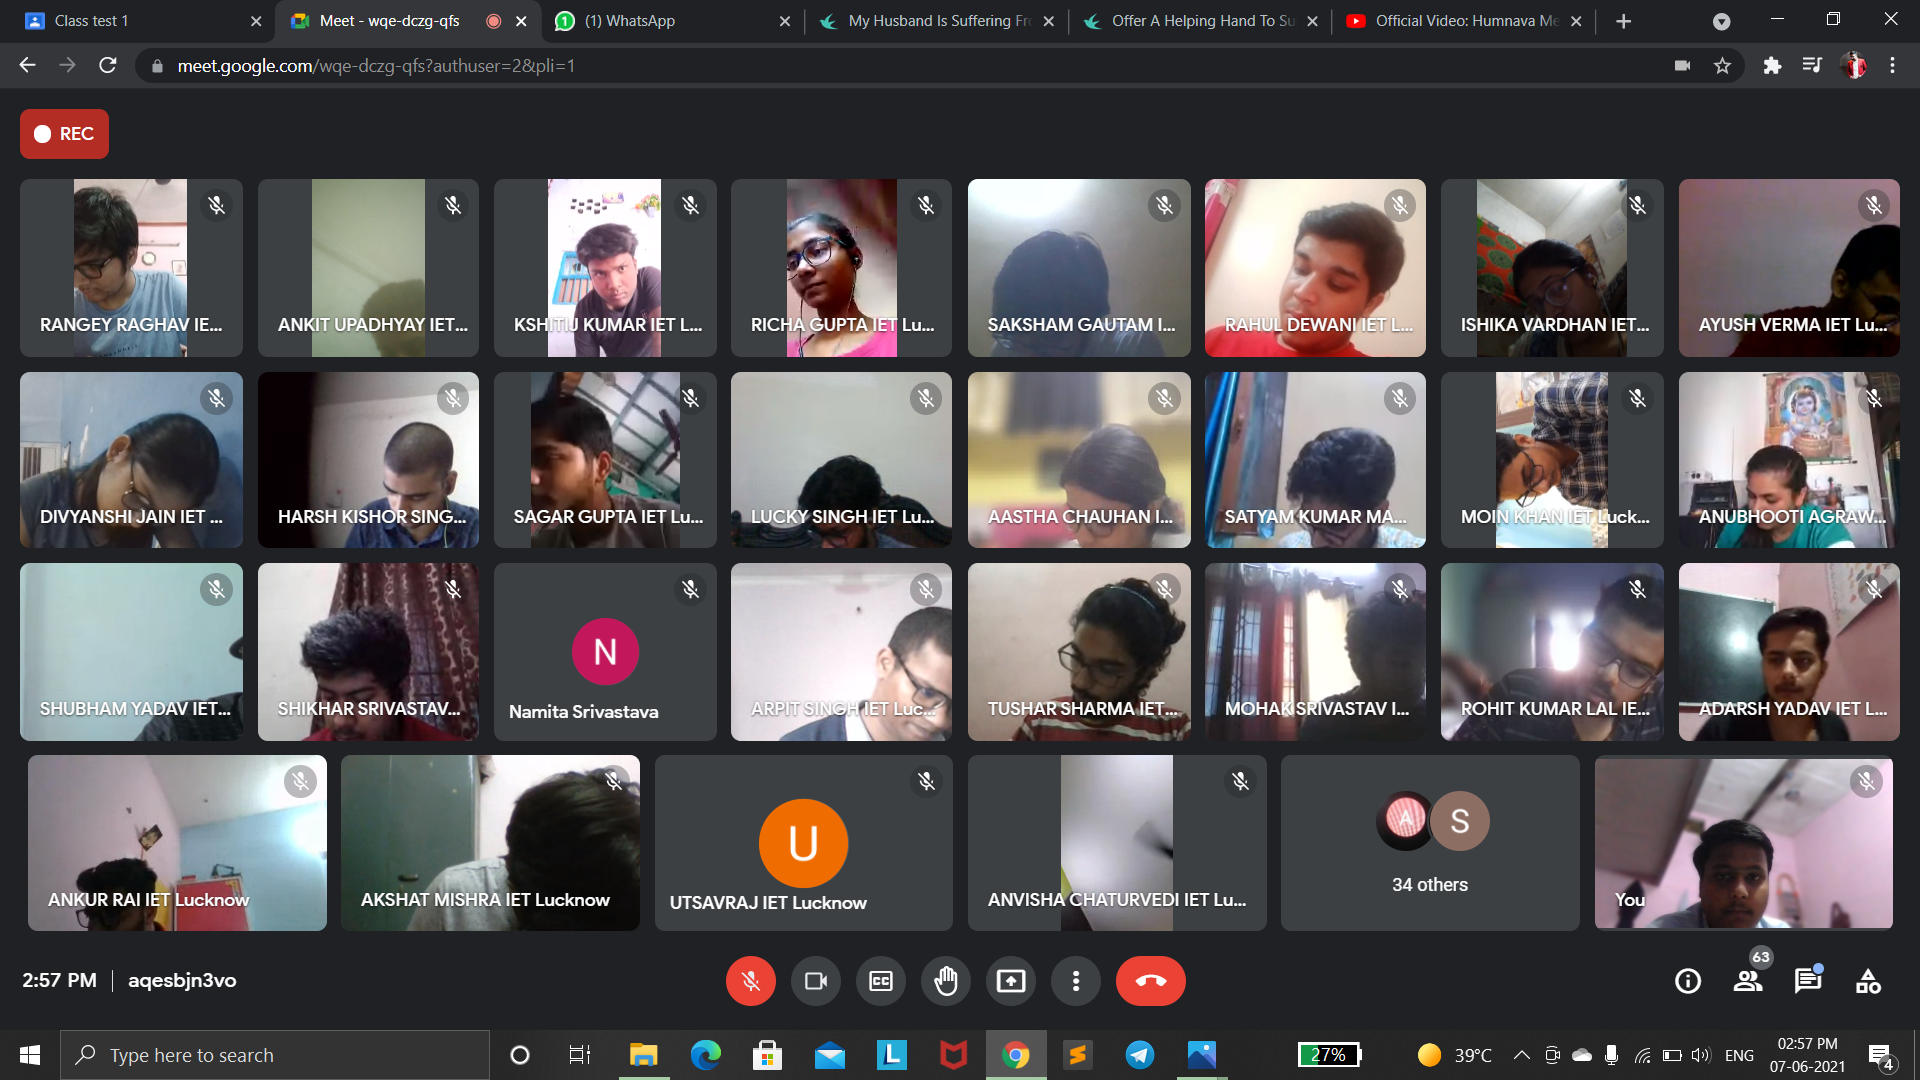 Class test 1
Meet - wqe-dczg-qfs
(1) WhatsApp
My Husband Is Suffering Fr
Offer A Helping Hand To Su
Official Video: Humnava Me
meet.google.com/wqe-dczg-qfs?authuser=2&pli=1
REC
RANGEY RAGHAV IE...
ANKIT UPADHYAY IET...
KSHITIJ KUMAR IET L...
RICHA GUPTA IET Lu...
SAKSHAM GAUTAM I...
RAHUL DEWANI IET L...
ISHIKA VARDHAN IET...
AYUSH VERMA IET Lu...
DIVYANSHI JAIN IET ...
HARSH KISHOR SING...
SAGAR GUPTA IET Lu...
LUCKY SINGH IET Lu...
AASTHA CHAUHAN I...
SATYAM KUMAR MA...
MOIN KHAN IET Luck...
ANUBHOOTI AGRAW...
SHUBHAM YADAV IET...
SHIKHAR SRIVASTAV...
N
Namita Srivastava
ARPIT SINGH IET Luc...
TUSHAR SHARMA IET...
MOHAK SRIVASTAV I...
ROHIT KUMAR LAL IE...
ADARSH YADAV IET L...
ANKUR RAI IET Lucknow
AKSHAT MISHRA IET Lucknow
U
UTSAVRAJ IET Lucknow
ANVISHA CHATURVEDI IET Lu...
A
S
34 others
You
2:57 PM | aqesbjn3vo
63
Type here to search
L
27%
39°C
ENG
02:57 PM
07-06-2021
4